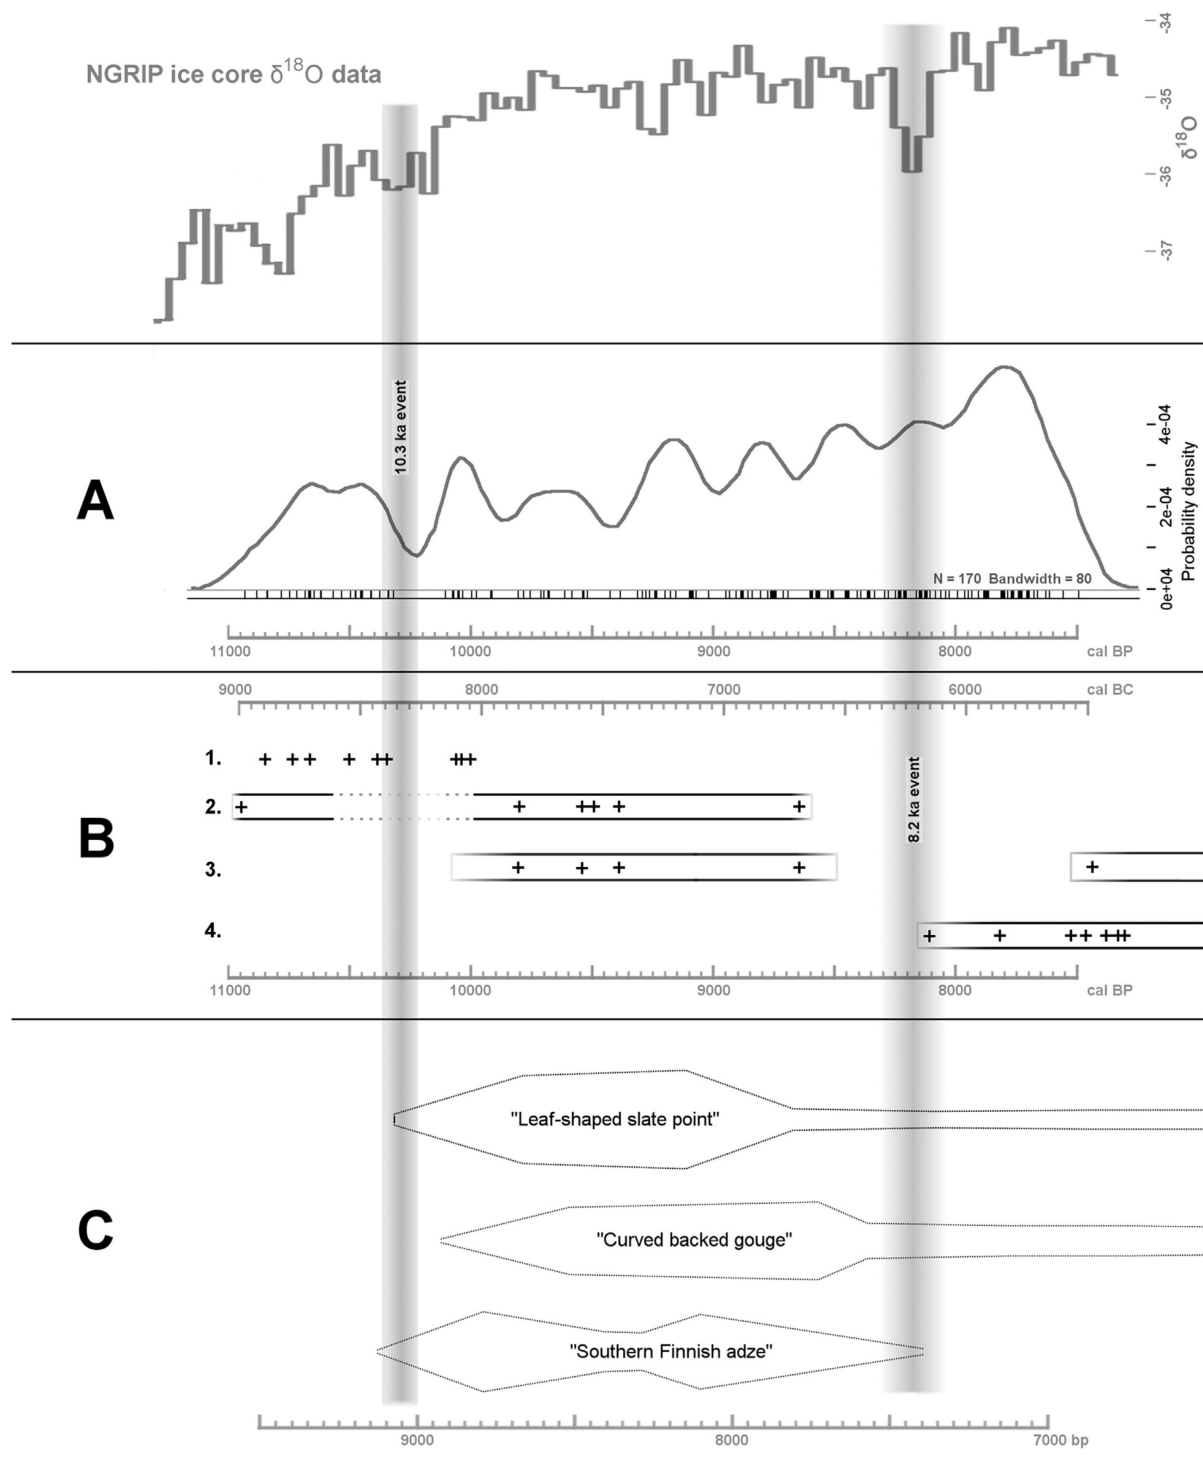 NGRIP ice core δ18O data
-34
-35
-36
-37
δ18O
A
10.3 ka event
4e-04
2e-04
0e+04
Probability density
N = 170 Bandwidth = 80
11000 10000 9000 8000 cal BP
9000 8000 7000 6000 cal BC
B
1.
2.
3.
4.
8.2 ka event
11000 10000 9000 8000 cal BP
C
"Leaf-shaped slate point"
"Curved backed gouge"
"Southern Finnish adze"
9000 8000 7000 bp